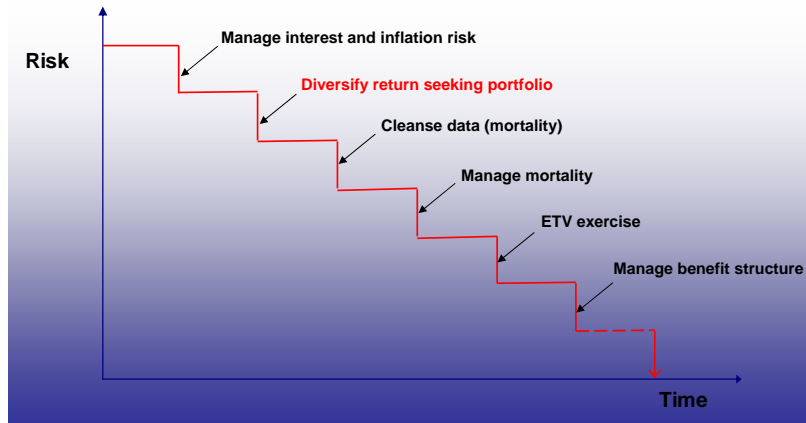 Manage interest and inflation risk
Risk
Diversify return seeking portfolio
Cleanse data (mortality)
Manage mortality
ETV exercise
Manage benefit structure
Time